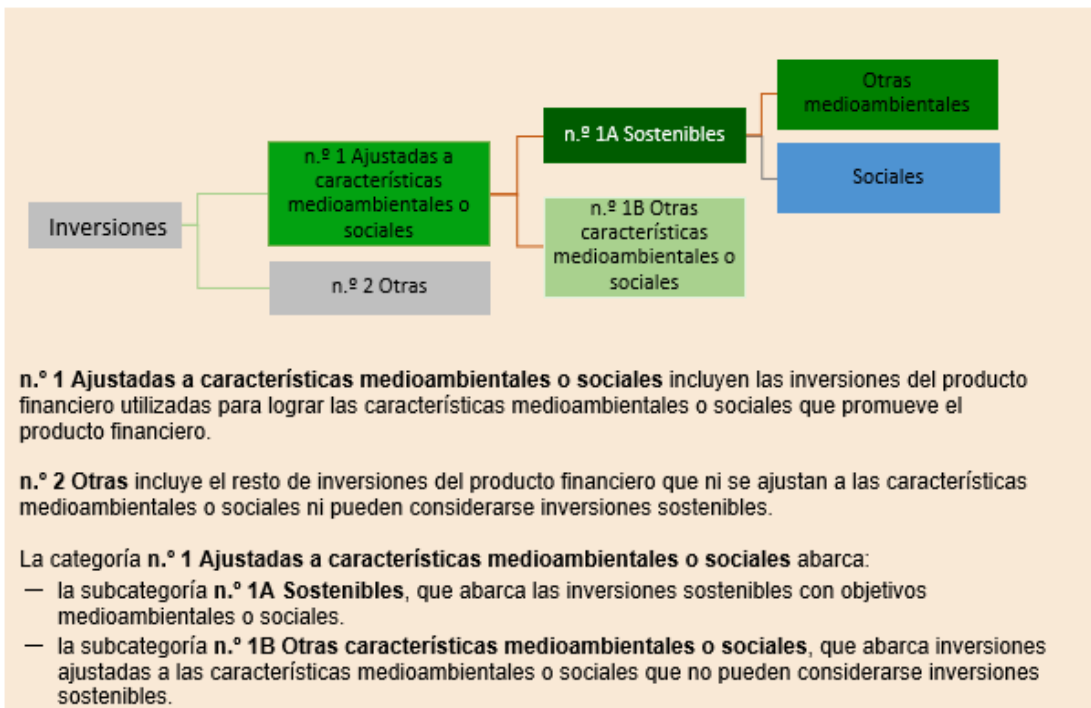 Otras
medioambientales
n.º 1A Sostenibles
n.º 1 Ajustadas a
características
medioambientales o
sociales
Sociales
Inversiones
n.º 1B Otras
características
medioambientales o
sociales
n.º 2 Otras
n.º 1 Ajustadas a características medioambientales o sociales incluyen las inversiones del producto
financiero utilizadas para lograr las características medioambientales o sociales que promueve el
producto financiero.
n.º 2 Otras incluye el resto de inversiones del producto financiero que ni se ajustan a las características
medioambientales o sociales ni pueden considerarse inversiones sostenibles.
La categoría n.º 1 Ajustadas a características medioambientales o sociales abarca:
— la subcategoría n.º 1A Sostenibles, que abarca las inversiones sostenibles con objetivos
medioambientales o sociales.
— la subcategoría n.º 1B Otras características medioambientales o sociales, que abarca inversiones
ajustadas a las características medioambientales o sociales que no pueden considerarse inversiones
sostenibles.